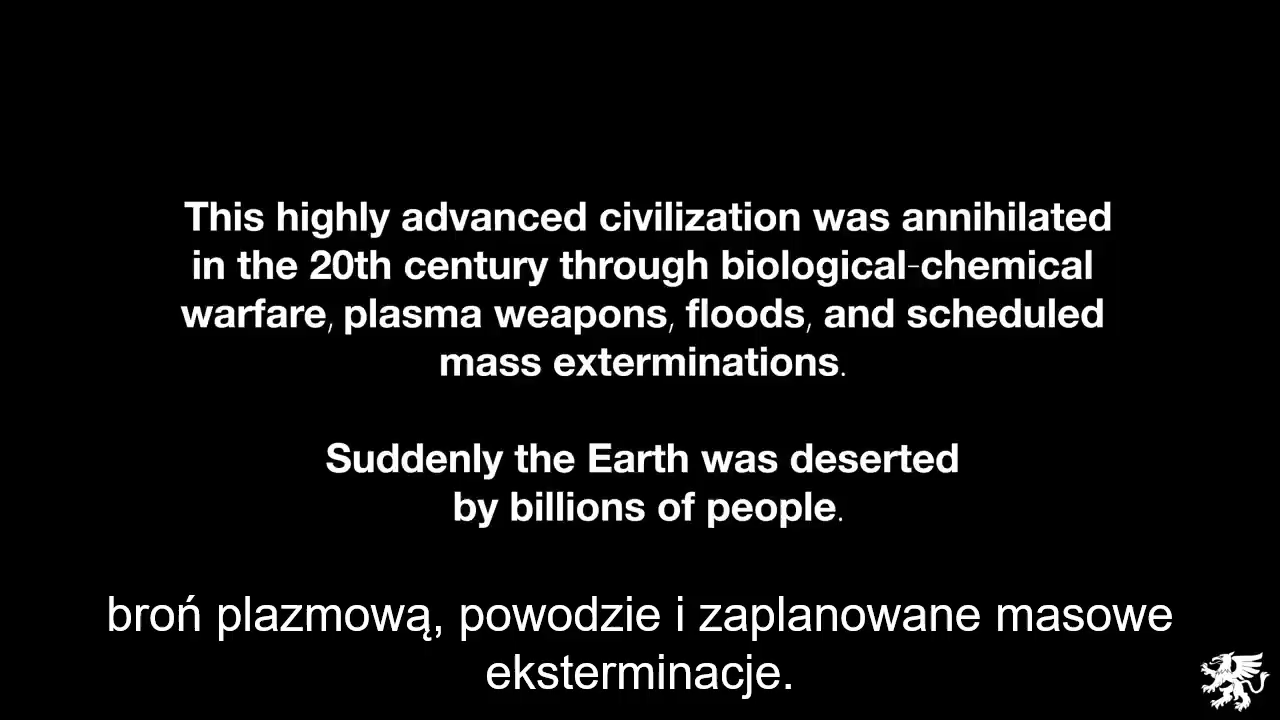 This highly advanced civilization was annihilated
in the 20th century through biological-chemical
warfare, plasma weapons, floods, and scheduled
mass exterminations.
Suddenly the Earth was deserted
by billions of people.
broń plazmową, powodzie i zaplanowane masowe
eksterminacje.